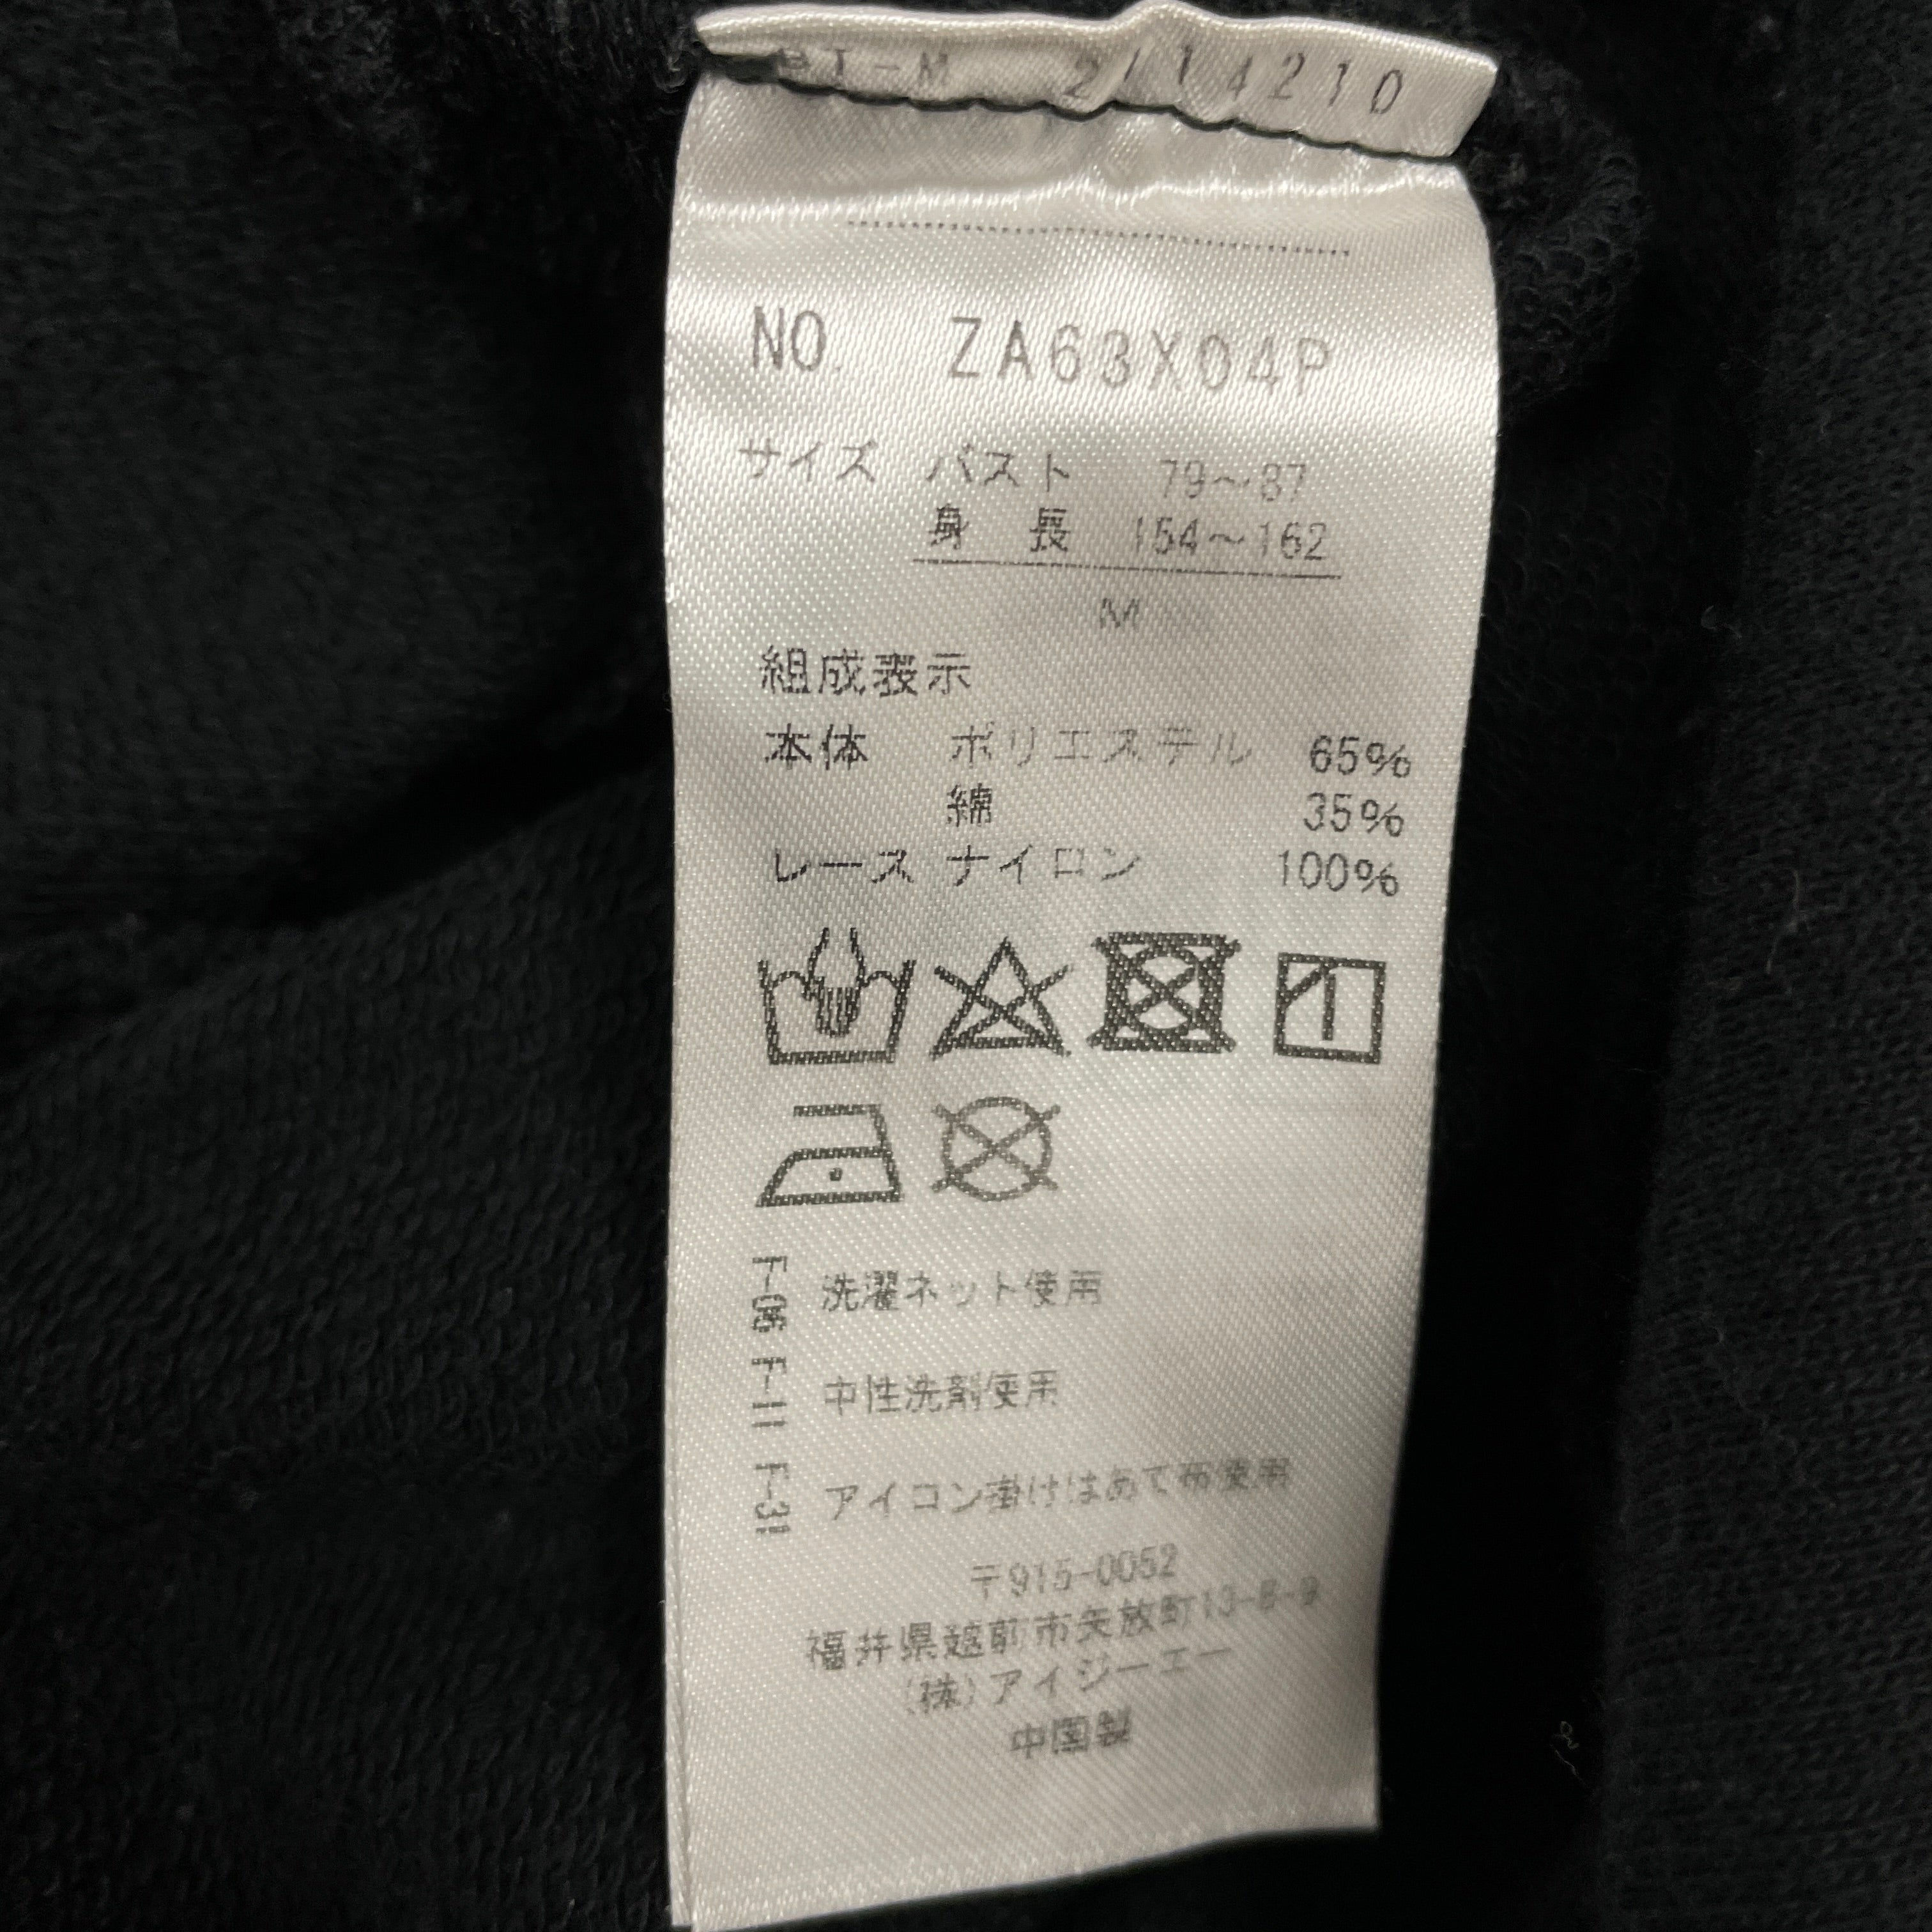 NO. ZA63X04P
サイズ バスト 79～87
身 長 154～162
M
組成表示
本体 ポリエステル 65%
綿 35%
レース ナイロン 100%
F-06 洗濯ネット使用
F-11 中性洗剤使用
F-31 アイコン掛けはあて布使用
〒915-0052
福井県越前市矢放町13-8-9
(株)アイジーエー
中国製